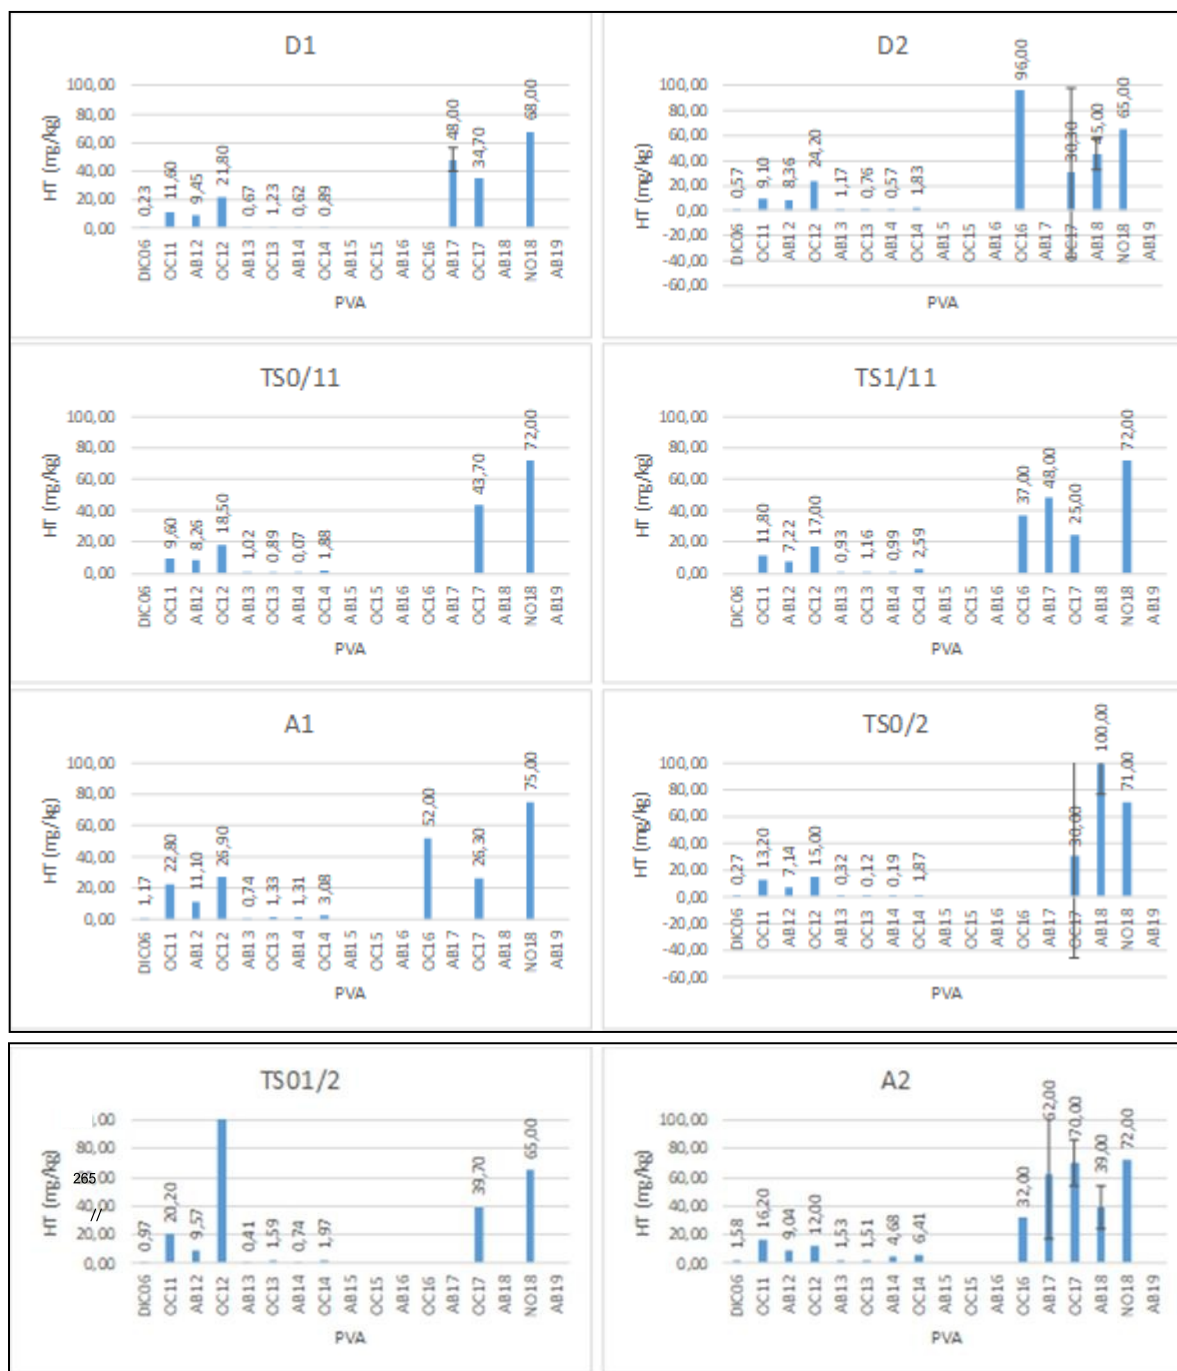 D1
HT (mg/kg)
100,00
80,00
60,00
40,00
20,00
0,00
0,23
11,60
9,45
21,80
0,67
1,23
0,62
0,89
48,00
34,70
68,00
DIC06
OC11
AB12
OC12
AB13
OC13
AB14
OC14
AB15
OC15
AB16
OC16
AB17
OC17
AB18
NO18
AB19
PVA
D2
HT (mg/kg)
100,00
80,00
60,00
40,00
20,00
0,00
-20,00
-40,00
-60,00
0,57
9,10
8,36
24,20
1,17
0,76
0,57
1,83
96,00
30,30
45,00
65,00
DIC06
OC11
AB12
OC12
AB13
OC13
AB14
OC14
AB15
OC15
AB16
OC16
AB17
OC17
AB18
NO18
AB19
PVA
TS0/11
HT (mg/kg)
100,00
80,00
60,00
40,00
20,00
0,00
9,60
8,26
18,50
1,02
0,89
0,07
1,88
43,70
72,00
DIC06
OC11
AB12
OC12
AB13
OC13
AB14
OC14
AB15
OC15
AB16
OC16
AB17
OC17
AB18
NO18
AB19
PVA
TS1/11
HT (mg/kg)
100,00
80,00
60,00
40,00
20,00
0,00
11,80
7,22
17,00
0,93
1,16
0,99
2,59
37,00
48,00
25,00
72,00
DIC06
OC11
AB12
OC12
AB13
OC13
AB14
OC14
AB15
OC15
AB16
OC16
AB17
OC17
AB18
NO18
AB19
PVA
A1
HT (mg/kg)
100,00
80,00
60,00
40,00
20,00
0,00
1,17
22,80
11,10
26,90
0,74
1,33
1,31
3,08
52,00
26,30
75,00
DIC06
OC11
AB12
OC12
AB13
OC13
AB14
OC14
AB15
OC15
AB16
OC16
AB17
OC17
AB18
NO18
AB19
PVA
TS0/2
HT (mg/kg)
100,00
80,00
60,00
40,00
20,00
0,00
-20,00
-40,00
-60,00
0,27
13,20
7,14
15,00
0,32
0,12
0,19
1,87
30,00
100,00
71,00
DIC06
OC11
AB12
OC12
AB13
OC13
AB14
OC14
AB15
OC15
AB16
OC16
AB17
OC17
AB18
NO18
AB19
PVA
TS01/2
HT (mg/kg)
80,00
265
//
40,00
20,00
0,00
0,97
20,20
9,57
0,41
1,59
0,74
1,97
39,70
65,00
DIC06
OC11
AB12
OC12
AB13
OC13
AB14
OC14
AB15
OC15
AB16
OC16
AB17
OC17
AB18
NO18
AB19
PVA
A2
HT (mg/kg)
100,00
80,00
60,00
40,00
20,00
0,00
1,58
16,20
9,04
12,00
1,53
1,51
4,68
6,41
32,00
62,00
70,00
39,00
72,00
DIC06
OC11
AB12
OC12
AB13
OC13
AB14
OC14
AB15
OC15
AB16
OC16
AB17
OC17
AB18
NO18
AB19
PVA